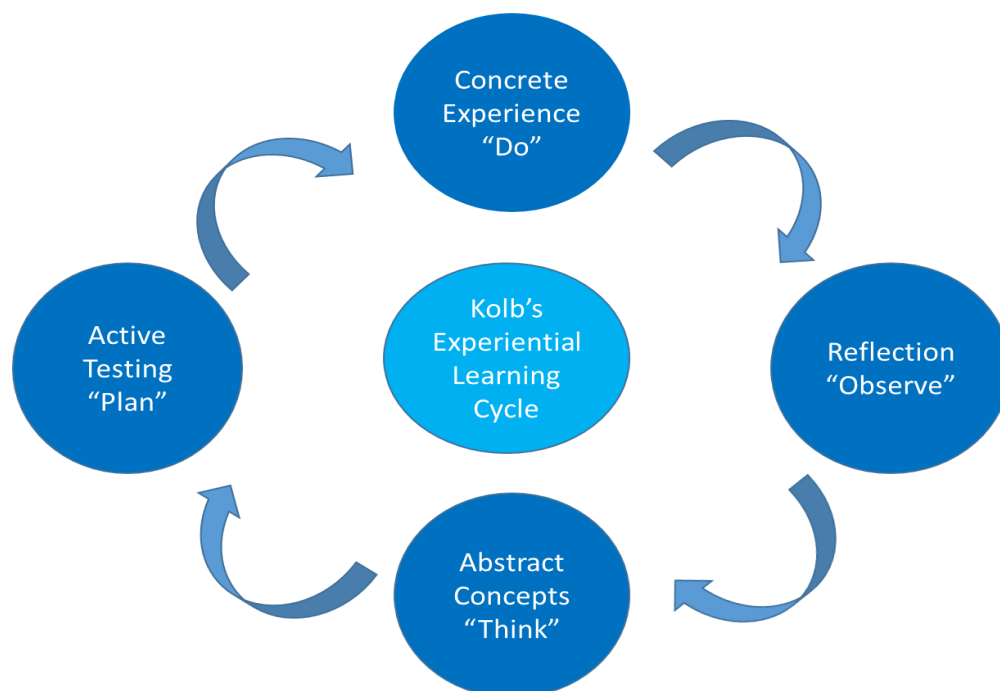 Concrete
Experience
“Do”
Kolb’s
Experiential
Learning
Cycle
Active
Testing
“Plan”
Reflection
“Observe”
Abstract
Concepts
“Think”